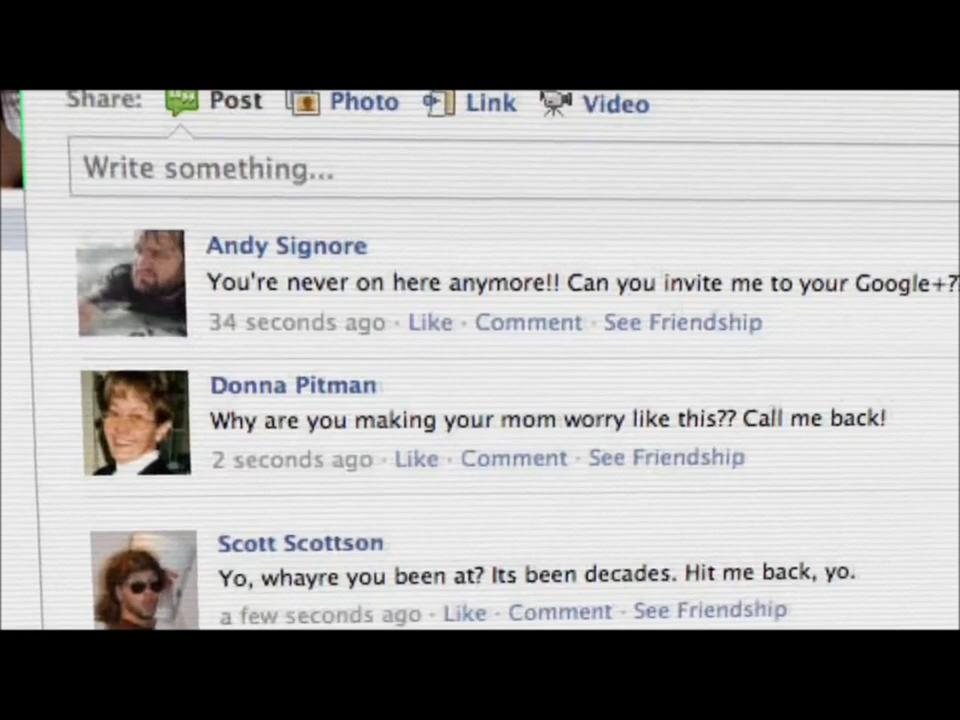 Share: Post Photo Link Video
Write something...
Andy Signore
You're never on here anymore!! Can you invite me to your Google+?
34 seconds ago · Like · Comment · See Friendship
Donna Pitman
Why are you making your mom worry like this?? Call me back!
2 seconds ago · Like · Comment · See Friendship
Scott Scottson
Yo, whayre you been at? Its been decades. Hit me back, yo.
a few seconds ago · Like · Comment · See Friendship